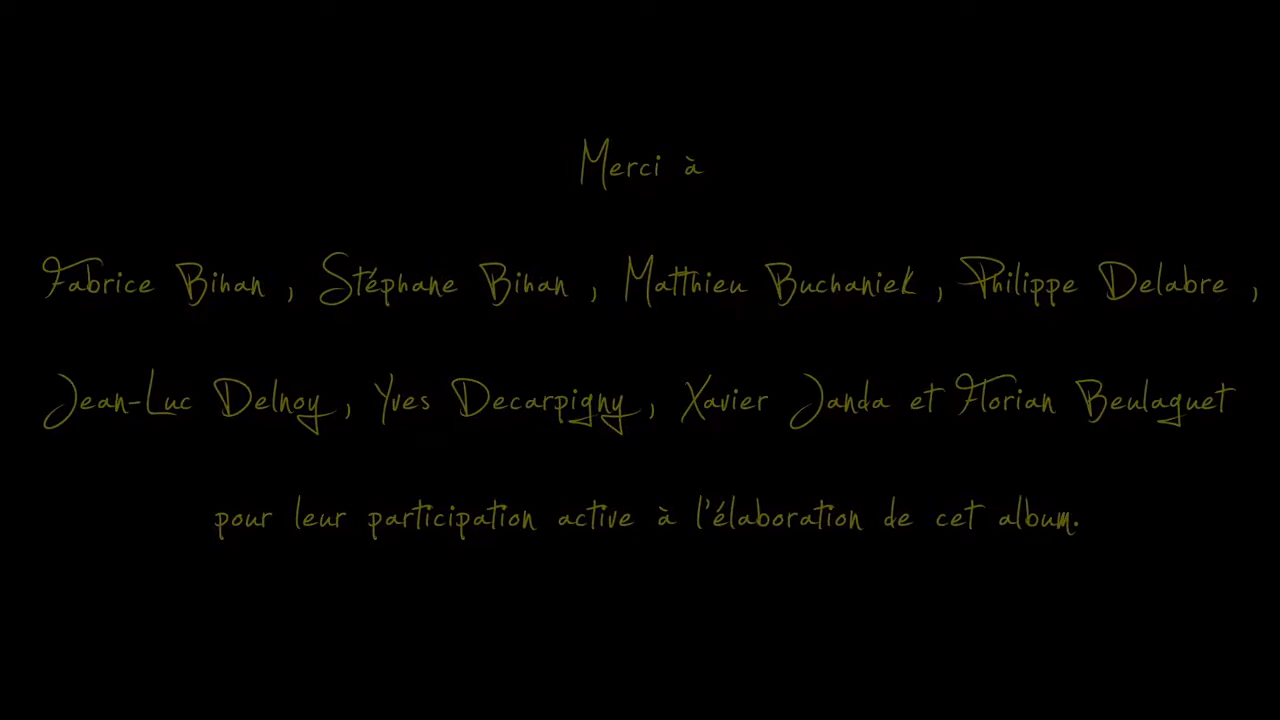 Merci à
Fabrice Bihan , Stéphane Bihan , Matthieu Buchaniek , Philippe Delabre ,
Jean-Luc Delnoy , Yves Decarpigny , Xavier Janda et Florian Beulaguet
pour leur participation active à l'élaboration de cet album.